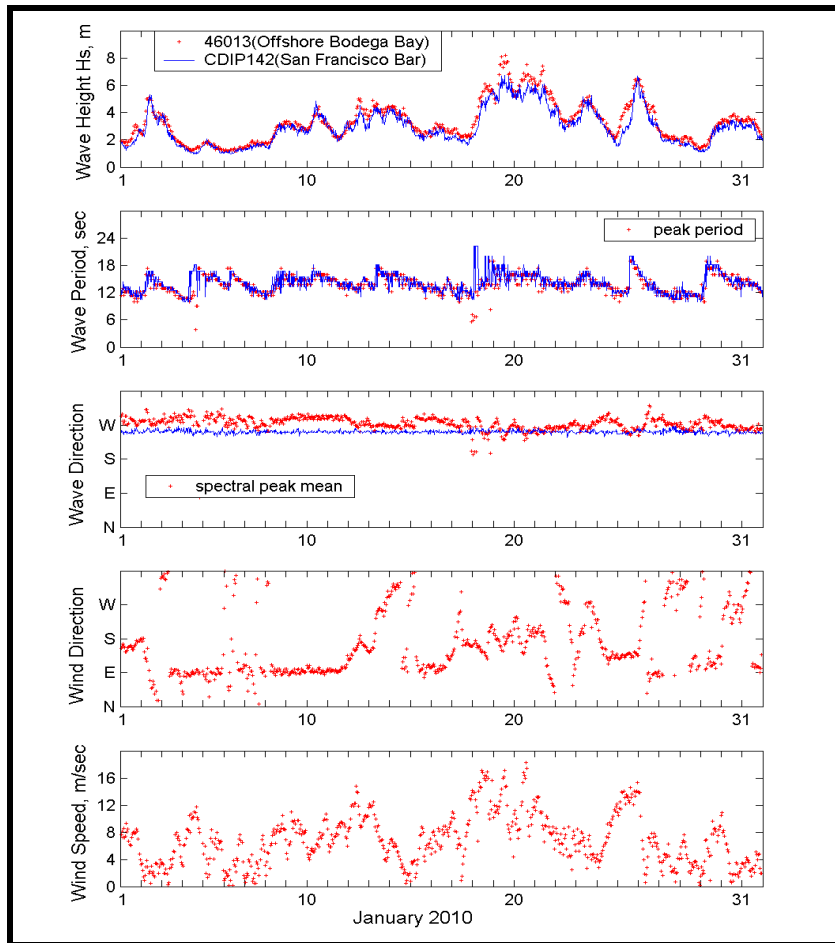 Wave Height Hs, m
8
6
4
2
0
46013(Offshore Bodega Bay)
CDIP142(San Francisco Bar)
1 10 20 31
Wave Period, sec
24
18
12
6
0
peak period
1 10 20 31
Wave Direction
W
S
E
N
spectral peak mean
1 10 20 31
Wind Direction
W
S
E
N
1 10 20 31
Wind Speed, m/sec
16
12
8
4
0
1 10 20 31
January 2010